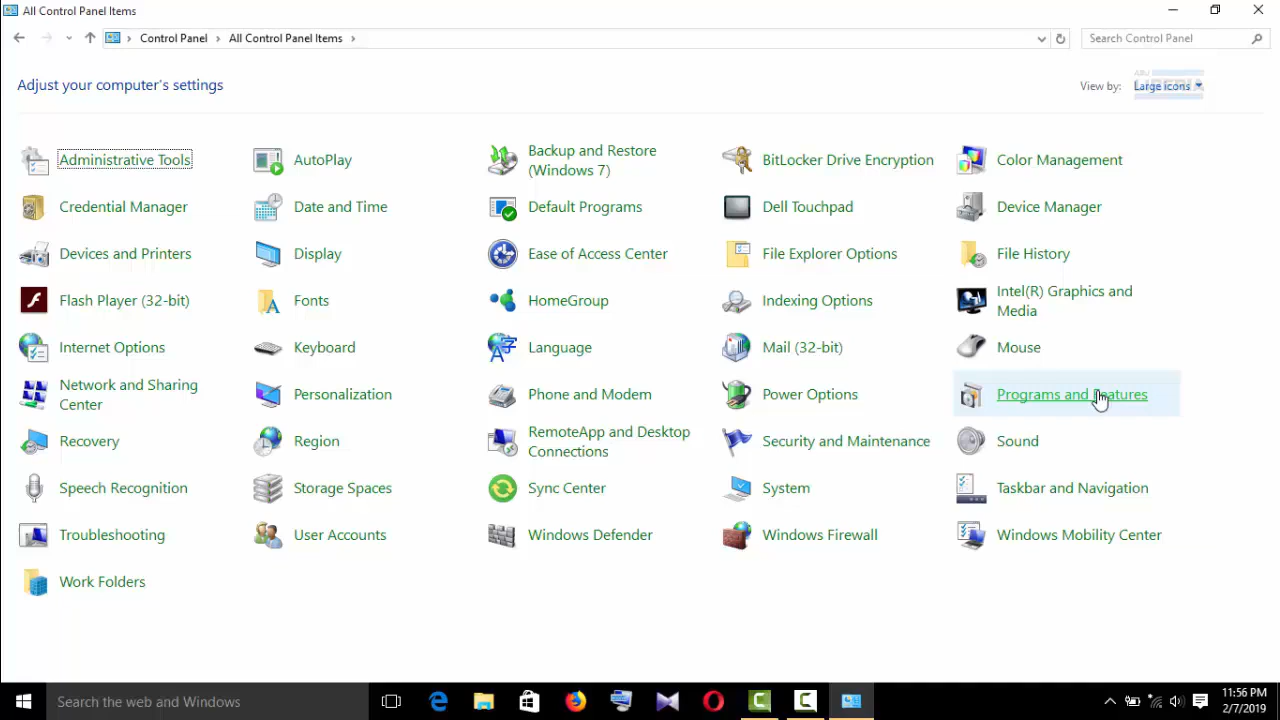 All Control Panel Items
Control Panel > All Control Panel Items >
Search Control Panel
Adjust your computer's settings
View by: Large icons
Administrative Tools
AutoPlay
Backup and Restore
(Windows 7)
BitLocker Drive Encryption
Color Management
Credential Manager
Date and Time
Default Programs
Dell Touchpad
Device Manager
Devices and Printers
Display
Ease of Access Center
File Explorer Options
File History
Flash Player (32-bit)
Fonts
HomeGroup
Indexing Options
Intel(R) Graphics and
Media
Internet Options
Keyboard
Language
Mail (32-bit)
Mouse
Network and Sharing
Center
Personalization
Phone and Modem
Power Options
Programs and Features
Recovery
Region
RemoteApp and Desktop
Connections
Security and Maintenance
Sound
Speech Recognition
Storage Spaces
Sync Center
System
Taskbar and Navigation
Troubleshooting
User Accounts
Windows Defender
Windows Firewall
Windows Mobility Center
Work Folders
Search the web and Windows
11:56 PM
2/7/2019